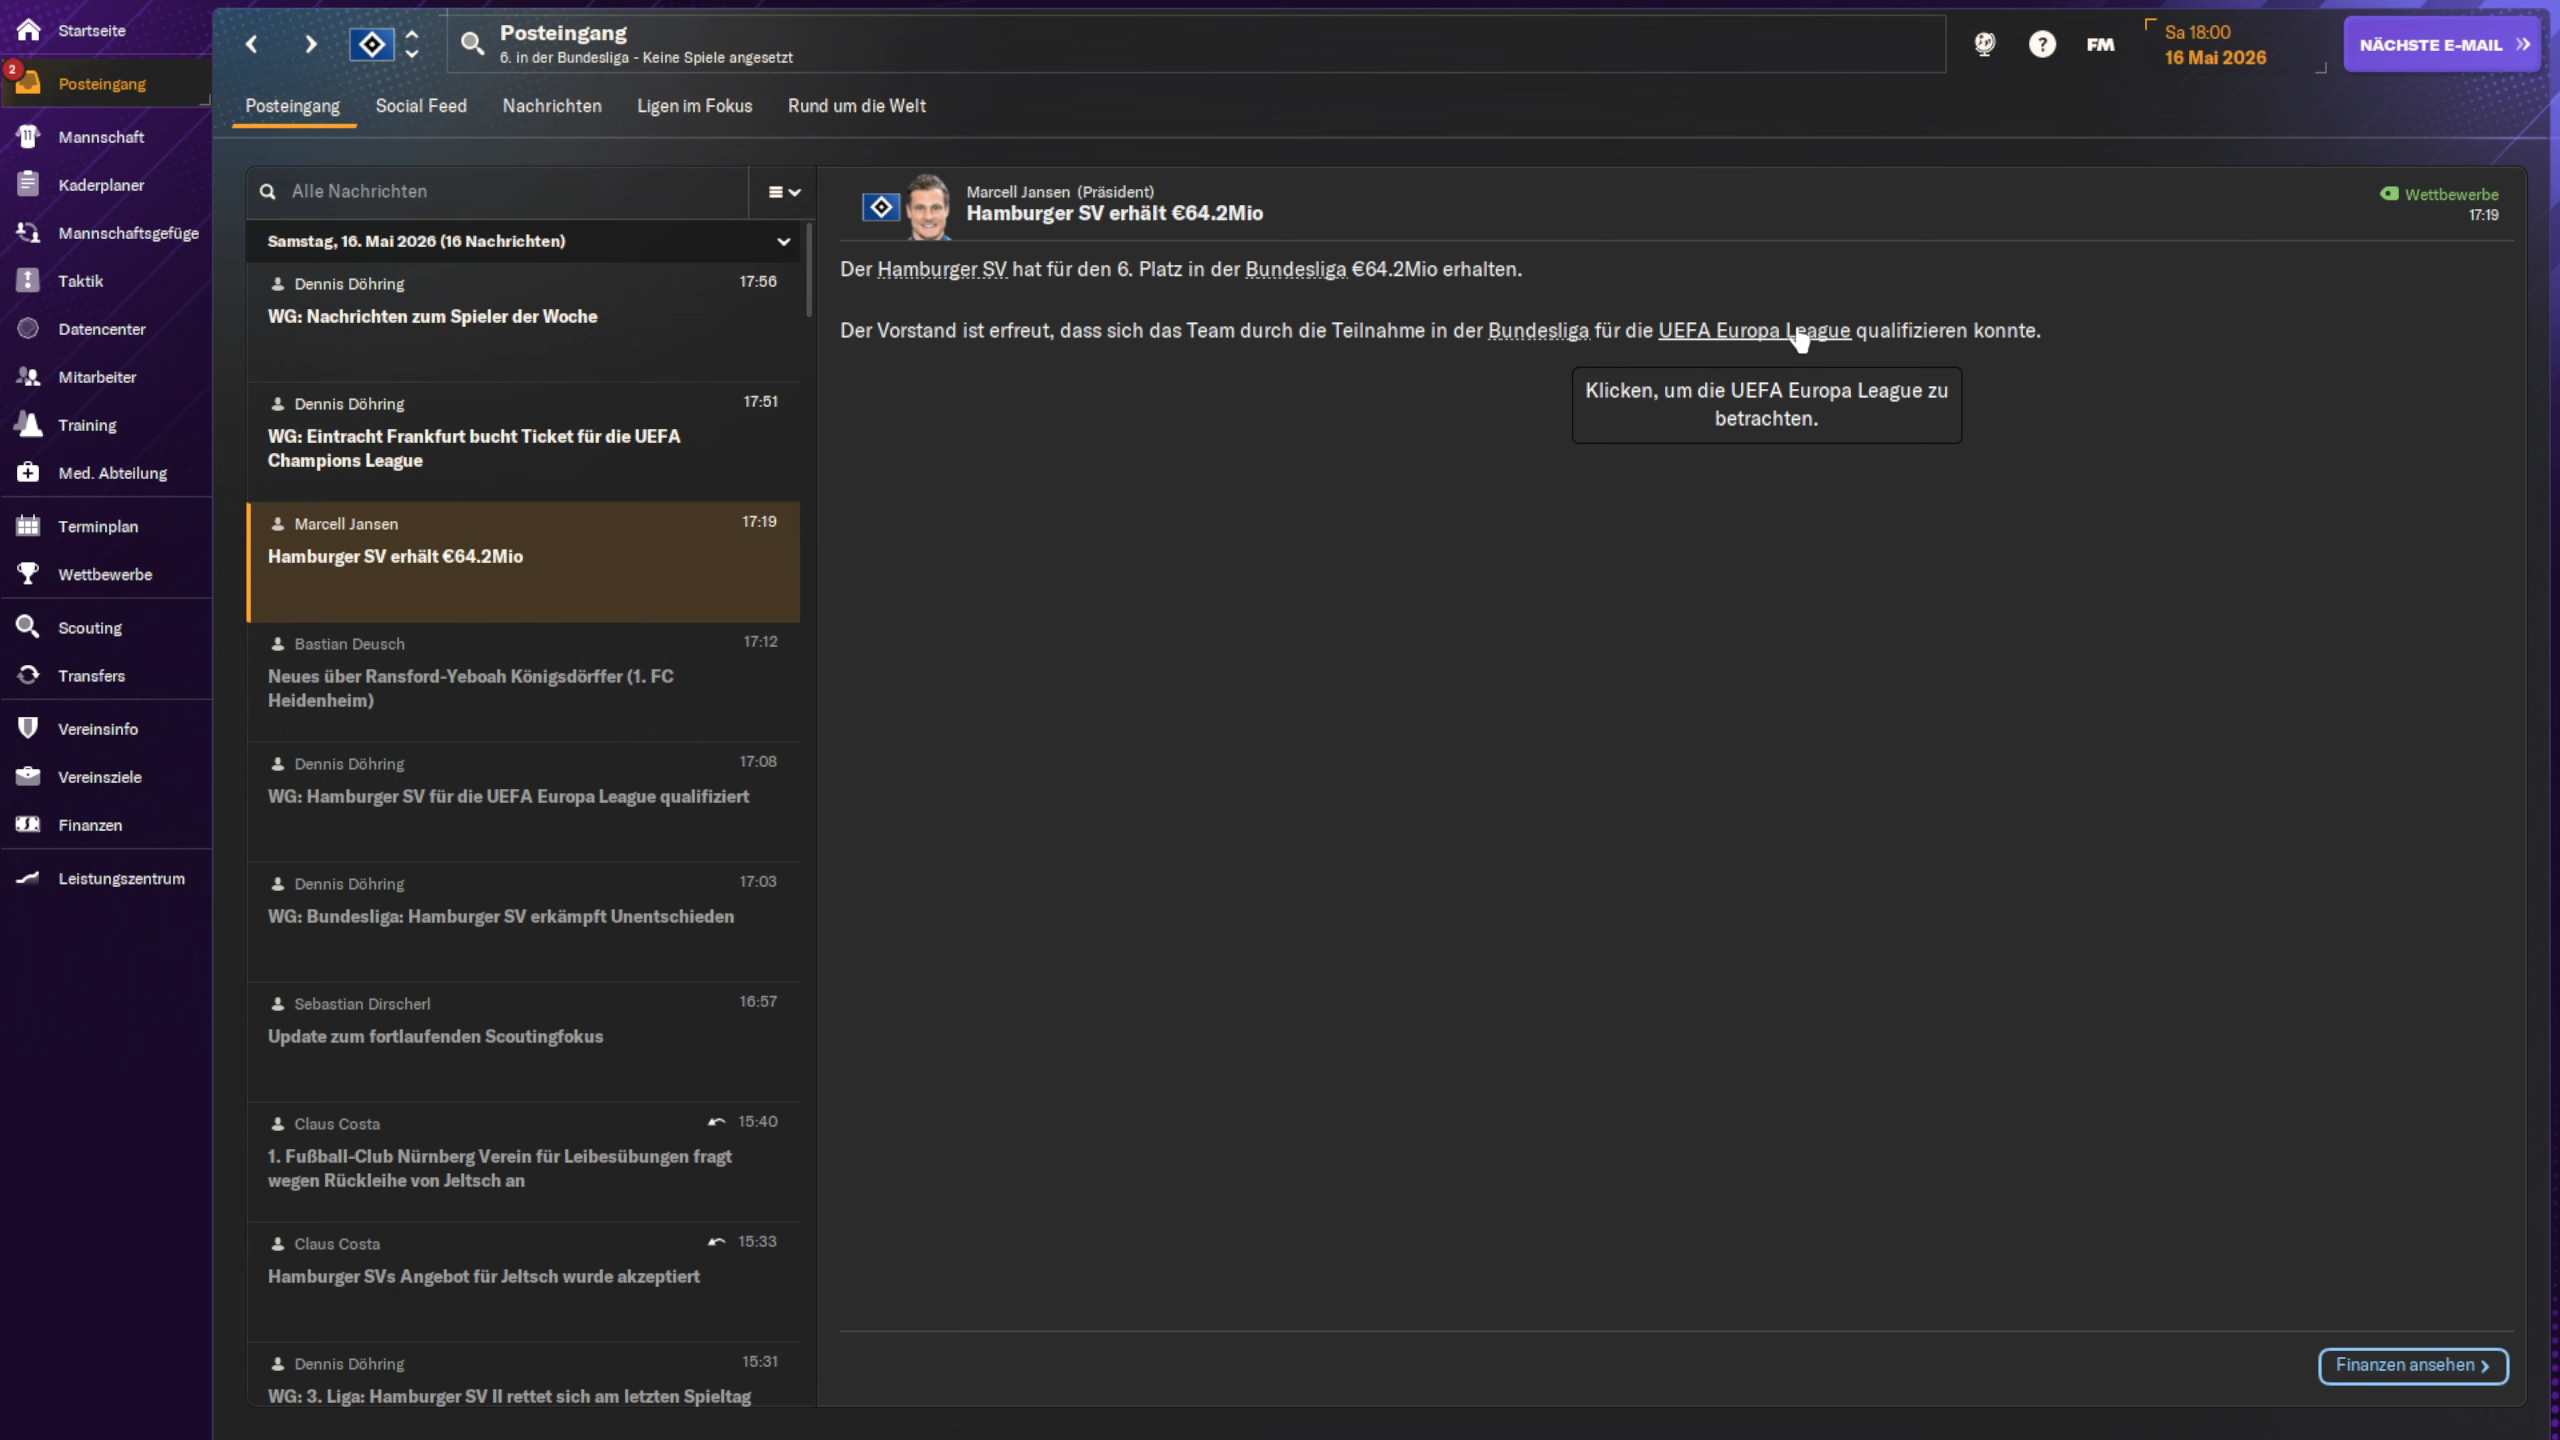 Startseite
2
Posteingang
Mannschaft
Kaderplaner
Mannschaftsgefüge
Taktik
Datencenter
Mitarbeiter
Training
Med. Abteilung
Terminplan
Wettbewerbe
Scouting
Transfers
Vereinsinfo
Vereinsziele
Finanzen
Leistungszentrum
Posteingang
6. in der Bundesliga - Keine Spiele angesetzt
?
FM
Sa 18:00
16 Mai 2026
NÄCHSTE E-MAIL
Posteingang Social Feed Nachrichten Ligen im Fokus Rund um die Welt
Alle Nachrichten
Samstag, 16. Mai 2026 (16 Nachrichten)
Dennis Döhring 17:56
WG: Nachrichten zum Spieler der Woche
Dennis Döhring 17:51
WG: Eintracht Frankfurt bucht Ticket für die UEFA
Champions League
Marcell Jansen 17:19
Hamburger SV erhält €64.2Mio
Bastian Deusch 17:12
Neues über Ransford-Yeboah Königsdörffer (1. FC
Heidenheim)
Dennis Döhring 17:08
WG: Hamburger SV für die UEFA Europa League qualifiziert
Dennis Döhring 17:03
WG: Bundesliga: Hamburger SV erkämpft Unentschieden
Sebastian Dirscherl 16:57
Update zum fortlaufenden Scoutingfokus
Claus Costa 15:40
1. Fußball-Club Nürnberg Verein für Leibesübungen fragt
wegen Rückleihe von Jeltsch an
Claus Costa 15:33
Hamburger SVs Angebot für Jeltsch wurde akzeptiert
Dennis Döhring 15:31
WG: 3. Liga: Hamburger SV II rettet sich am letzten Spieltag
Marcell Jansen (Präsident)
Hamburger SV erhält €64.2Mio
Wettbewerbe
17:19
Der Hamburger SV hat für den 6. Platz in der Bundesliga €64.2Mio erhalten.
Der Vorstand ist erfreut, dass sich das Team durch die Teilnahme in der Bundesliga für die UEFA Europa League qualifizieren konnte.
Klicken, um die UEFA Europa League zu
betrachten.
Finanzen ansehen